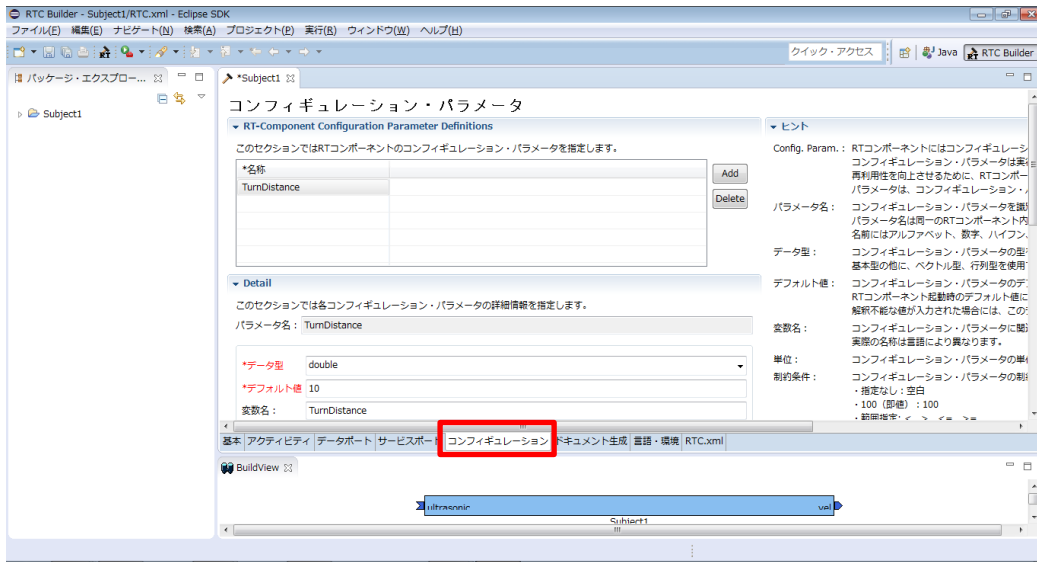 RTC Builder - Subject1/RTC.xml - Eclipse SDK
ファイル(F) 編集(E) ナビゲート(N) 検索(A) プロジェクト(P) 実行(R) ウィンドウ(W) ヘルプ(H)
クイック・アクセス Java RTC Builder
パッケージ・エクスプロー... *Subject1
Subject1
コンフィギュレーション・パラメータ
RT-Component Configuration Parameter Definitions
このセクションではRTコンポーネントのコンフィギュレーション・パラメータを指定します。
*名称
TurnDistance
Add
Delete
Detail
このセクションでは各コンフィギュレーション・パラメータの詳細情報を指定します。
パラメータ名: TurnDistance
*データ型 double
*デフォルト値 10
変数名: TurnDistance
ヒント
Config. Param.: RTコンポーネントにはコンフィギュレーシ
コンフィギュレーション・パラメータは実
再利用性を向上させるために、RTコンポー
パラメータは、コンフィギュレーション・
パラメータ名: コンフィギュレーション・パラメータを識
パラメータ名は同一のRTコンポーネント内
名前にはアルファベット、数字、ハイフン、
データ型: コンフィギュレーション・パラメータの型
基本型の他に、ベクトル型、行列型を使用
デフォルト値: コンフィギュレーション・パラメータのデ
RTコンポーネント起動時のデフォルト値に
解釈不能な値が入力された場合には、この
変数名: コンフィギュレーション・パラメータに関
実際の名称は言語により異なります。
単位: コンフィギュレーション・パラメータの単
制約条件: コンフィギュレーション・パラメータの制
・指定なし:空白
・100(即値):100
・範囲指定: <, >, <=, >=
基本 アクティビティ データポート サービスポート コンフィギュレーション ドキュメント生成 言語・環境 RTC.xml
BuildView
ultrasonic vel
Subject1